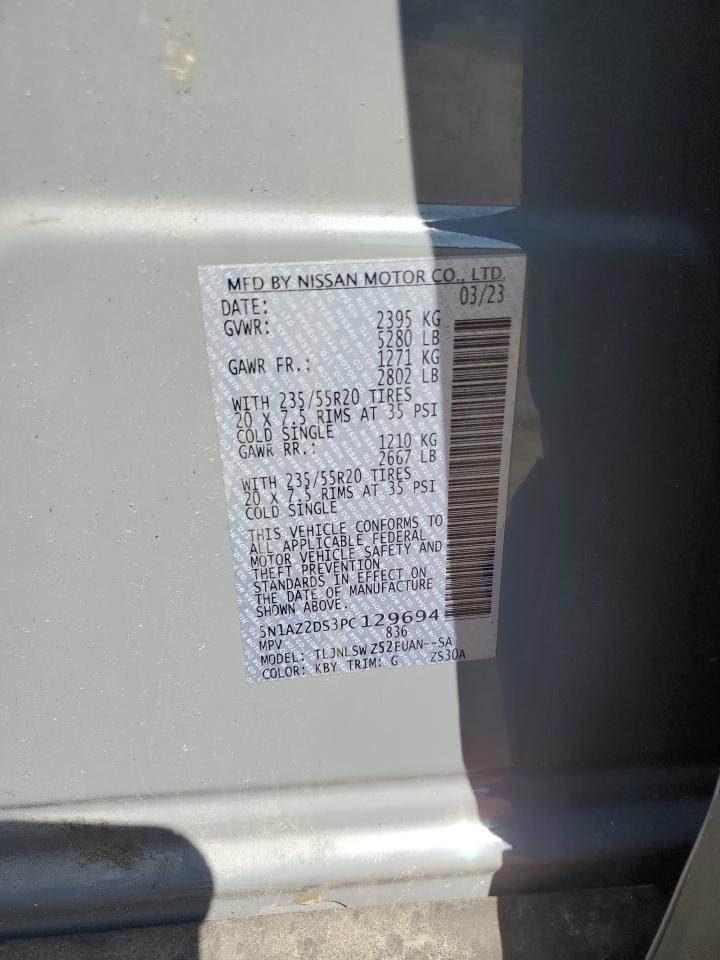 MFD BY NISSAN MOTOR CO., LTD.
DATE: 03/23
GVWR: 2395 KG
5280 LB
GAWR FR.: 1271 KG
2802 LB
WITH 235/55R20 TIRES
20 X 7.5 RIMS AT 35 PSI
COLD SINGLE
GAWR RR.: 1210 KG
2667 LB
WITH 235/55R20 TIRES
20 X 7.5 RIMS AT 35 PSI
COLD SINGLE
THIS VEHICLE CONFORMS TO
ALL APPLICABLE FEDERAL
MOTOR VEHICLE SAFETY AND
THEFT PREVENTION
STANDARDS IN EFFECT ON
THE DATE OF MANUFACTURE
SHOWN ABOVE.
5N1AZ2DS3PC129694
MPV 836
MODEL: TLJNLSWZ52EUAN--SA
COLOR: KBY TRIM: G ZS30A